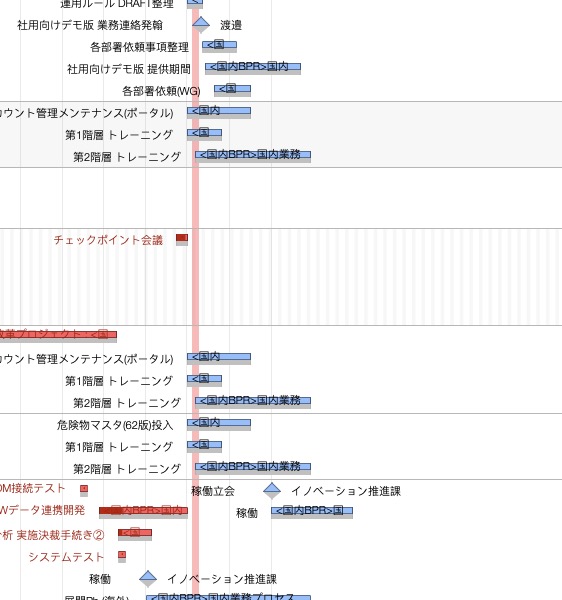 運用ルール DRAFT整理
社用向けデモ版 業務連絡発翰 渡邉
各部署依頼事項整理 <国
社用向けデモ版 提供期間 <国内BPR>国内
各部署依頼(WG) <国
カウント管理メンテナンス(ポータル) <国内
第1階層 トレーニング <国
第2階層 トレーニング <国内BPR>国内業務
チェックポイント会議
改革プロジェクト - <国
カウント管理メンテナンス(ポータル) <国内
第1階層 トレーニング <国
第2階層 トレーニング <国内BPR>国内業務
危険物マスタ(62版)投入 <国内
第1階層 トレーニング <国
第2階層 トレーニング <国内BPR>国内業務
OM接続テスト 稼働立会 イノベーション推進課
Wデータ連携開発 国内BPR>国内 稼働 <国内BPR>国
分析 実施決裁手続き② <国
システムテスト
稼働 イノベーション推進課
<国内BPR>国内業務プロセス